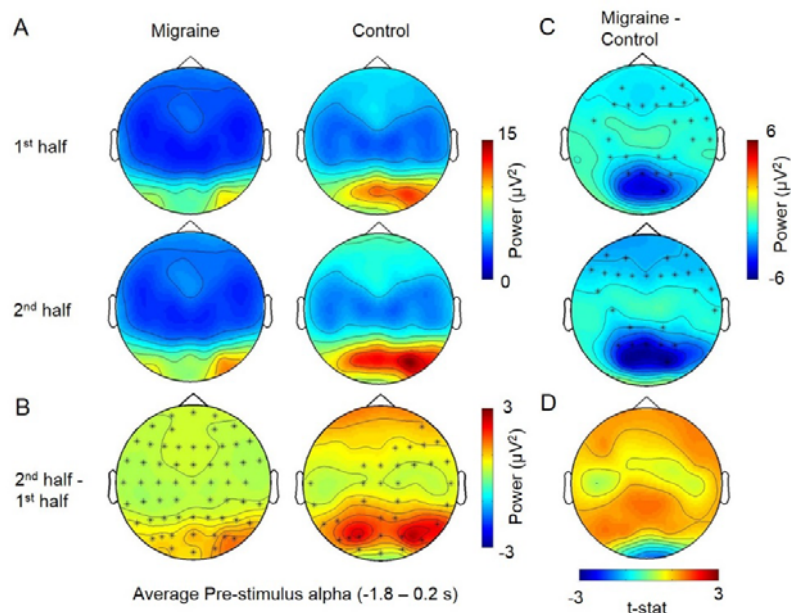 A
Migraine
Control
C
Migraine -
Control
1st half
15
Power (µV²)
0
6
Power (µV²)
-6
2nd half
B
3
Power (µV²)
-3
D
2nd half -
1st half
Average Pre-stimulus alpha (-1.8 – 0.2 s)
-3
t-stat
3